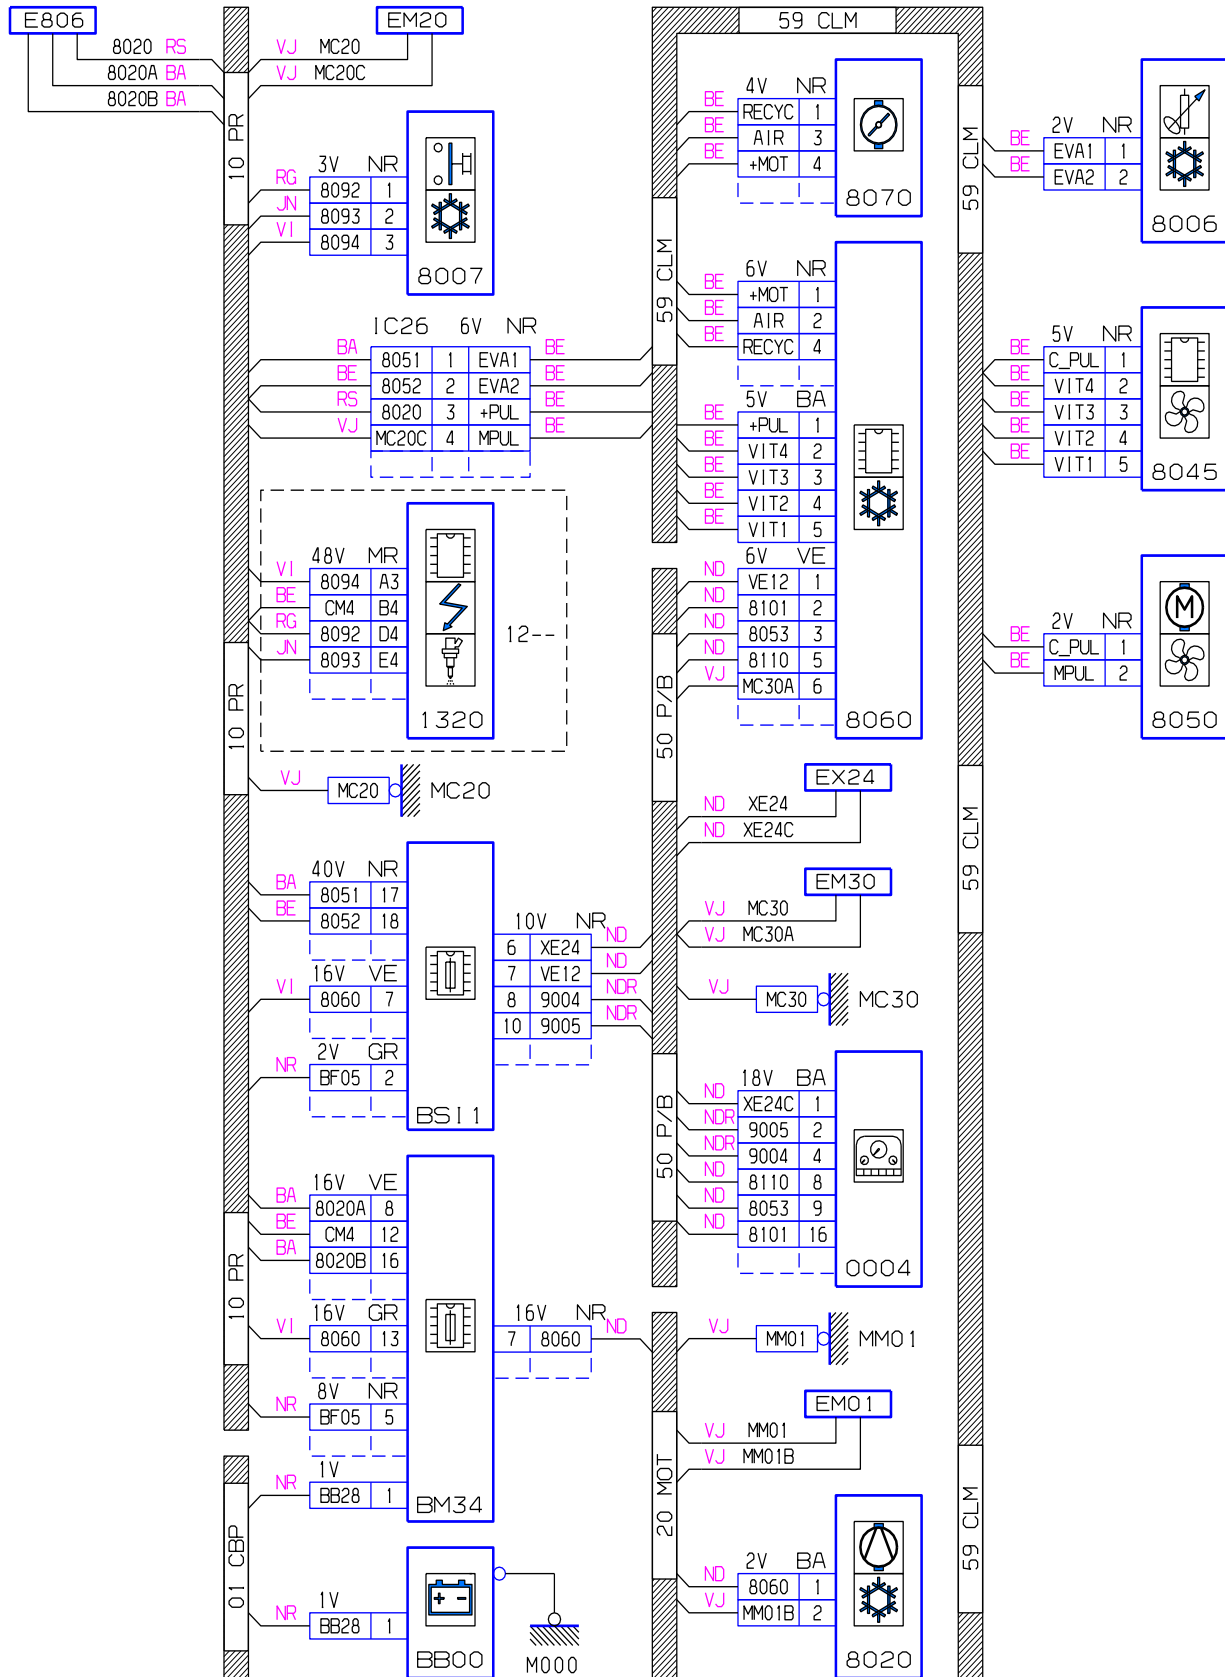 E806
8020 RS
8020A BA
8020B BA
EM20
VJ MC20
VJ MC20C
10 PR
3V NR
RG 8092 1
JN 8093 2
VI 8094 3
8007
1C26 6V NR
BA 8051 1 EVA1 BE
BE 8052 2 EVA2 BE
RS 8020 3 +PUL BE
VJ MC20C 4 MPUL BE
48V MR
VI 8094 A3
BE CM4 B4
RG 8092 D4
JN 8093 E4
1320
12--
10 PR
VJ MC20 MC20
40V NR
BA 8051 17
BE 8052 18
16V VE
VI 8060 7
2V GR
NR BF05 2
BSI1
10V NR
6 XE24 ND
7 VE12 ND
8 9004 NDR
10 9005 NDR
16V VE
BA 8020A 8
BE CM4 12
BA 8020B 16
10 PR
16V GR
VI 8060 13
16V NR
7 8060 ND
8V NR
NR BF05 5
1V
NR BB28 1
BM34
01 CBP
1V
NR BB28 1
+ -
BB00
M000
59 CLM
4V NR
BE RECYC 1
BE AIR 3
BE +MOT 4
8070
59 CLM
6V NR
BE +MOT 1
BE AIR 2
BE RECYC 4
5V BA
BE +PUL 1
BE VIT4 2
BE VIT3 3
BE VIT2 4
BE VIT1 5
6V VE
ND VE12 1
ND 8101 2
ND 8053 3
ND 8110 5
VJ MC30A 6
8060
50 P/B
EX24
ND XE24
ND XE24C
EM30
VJ MC30
VJ MC30A
VJ MC30 MC30
50 P/B
18V BA
ND XE24C 1
NDR 9005 2
NDR 9004 4
ND 8110 8
ND 8053 9
ND 8101 16
0004
VJ MM01 MM01
EM01
VJ MM01
VJ MM01B
20 MOT
2V BA
ND 8060 1
VJ MM01B 2
8020
59 CLM
2V NR
BE EVA1 1
BE EVA2 2
8006
5V NR
BE C_PUL 1
BE VIT4 2
BE VIT3 3
BE VIT2 4
BE VIT1 5
8045
2V NR
BE C_PUL 1
BE MPUL 2
M
8050
59 CLM
59 CLM